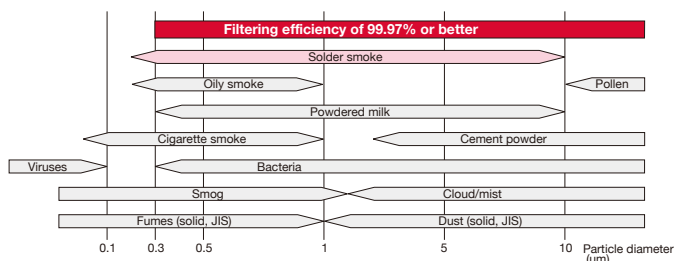 Filtering efficiency of 99.97% or better
Solder smoke
Oily smoke Pollen
Powdered milk
Cigarette smoke Cement powder
Viruses Bacteria
Smog Cloud/mist
Fumes (solid, JIS) Dust (solid, JIS)
0.1 0.3 0.5 1 5 10 Particle diameter
(um)